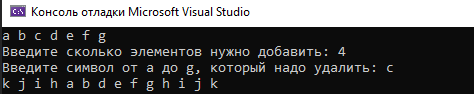 Консоль отладки Microsoft Visual Studio
a b c d e f g
Введите сколько элементов нужно добавить: 4
Введите символ от a до g, который надо удалить: c
k j i h a b d e f g h i j k